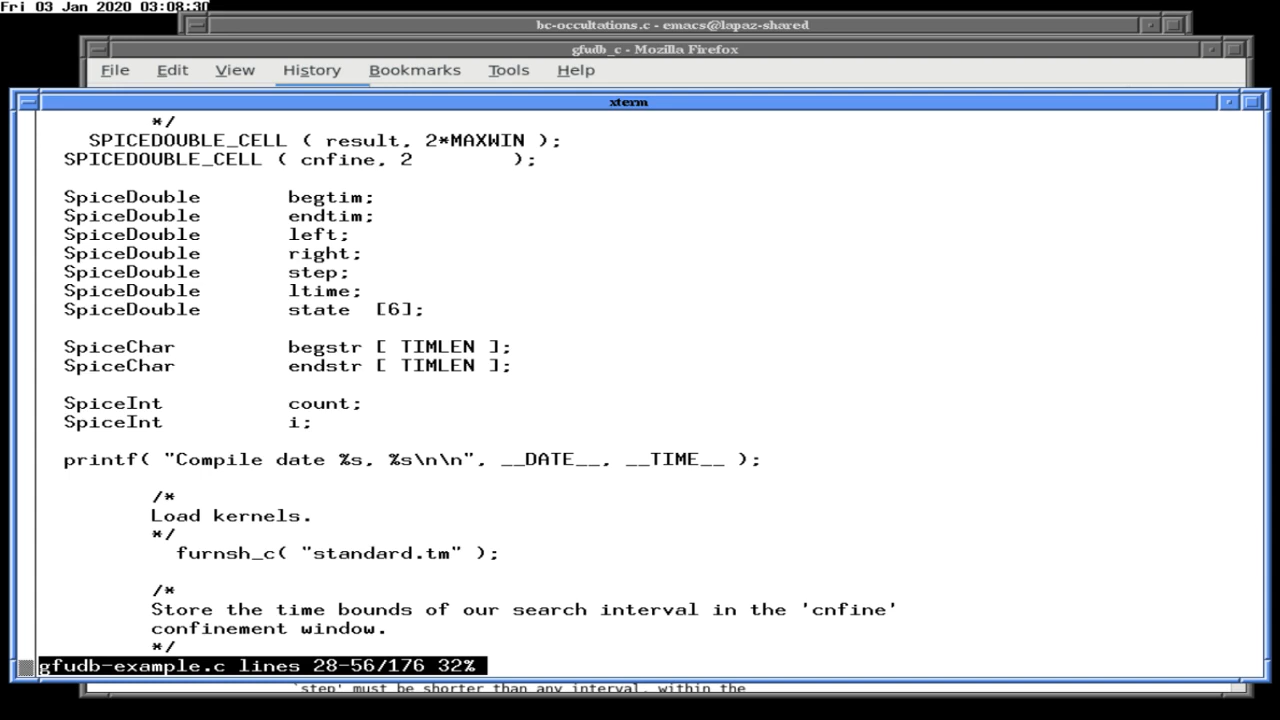 Fri 03 Jan 2020 03:08:30
bc-occultations.c - emacs@lapaz-shared
gfudb_c - Mozilla Firefox
File Edit View History Bookmarks Tools Help
xterm
*/
SPICEDOUBLE_CELL ( result, 2*MAXWIN );
SPICEDOUBLE_CELL ( cnfine, 2 );
SpiceDouble begtim;
SpiceDouble endtim;
SpiceDouble left;
SpiceDouble right;
SpiceDouble step;
SpiceDouble ltime;
SpiceDouble state [6];
SpiceChar begstr [ TIMLEN ];
SpiceChar endstr [ TIMLEN ];
SpiceInt count;
SpiceInt i;
printf( "Compile date %s, %s\n\n", __DATE__, __TIME__ );
/*
Load kernels.
*/
furnsh_c( "standard.tm" );
/*
Store the time bounds of our search interval in the 'cnfine'
confinement window.
*/
gfudb-example.c lines 28-56/176 32%
`step' must be shorter than any interval, within the